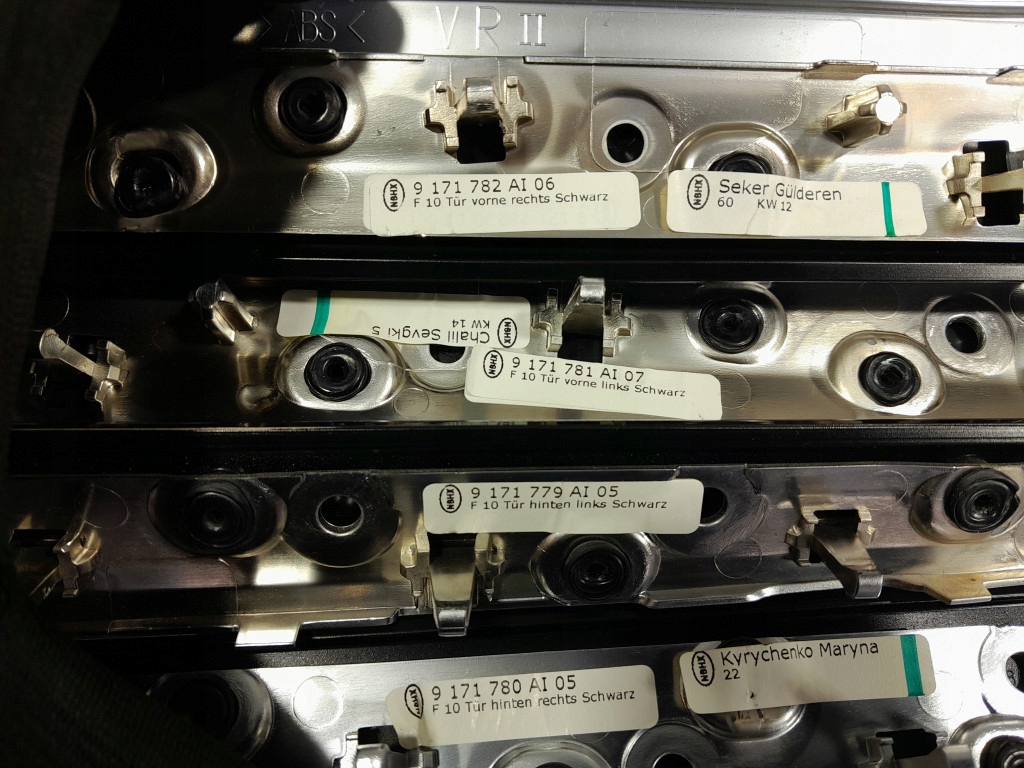 >ABS< VR II
NBHX
9 171 782 AI 06
F 10 Tür vorne rechts Schwarz
NBHX
Seker Gülderen
60 KW 12
NBHX
Chalil Sevgki 5
KW 14
NBHX
9 171 781 AI 07
F 10 Tür vorne links Schwarz
NBHX
9 171 779 AI 05
F 10 Tür hinten links Schwarz
NBHX
Kyrychenko Maryna
22
NBHX
9 171 780 AI 05
F 10 Tür hinten rechts Schwarz